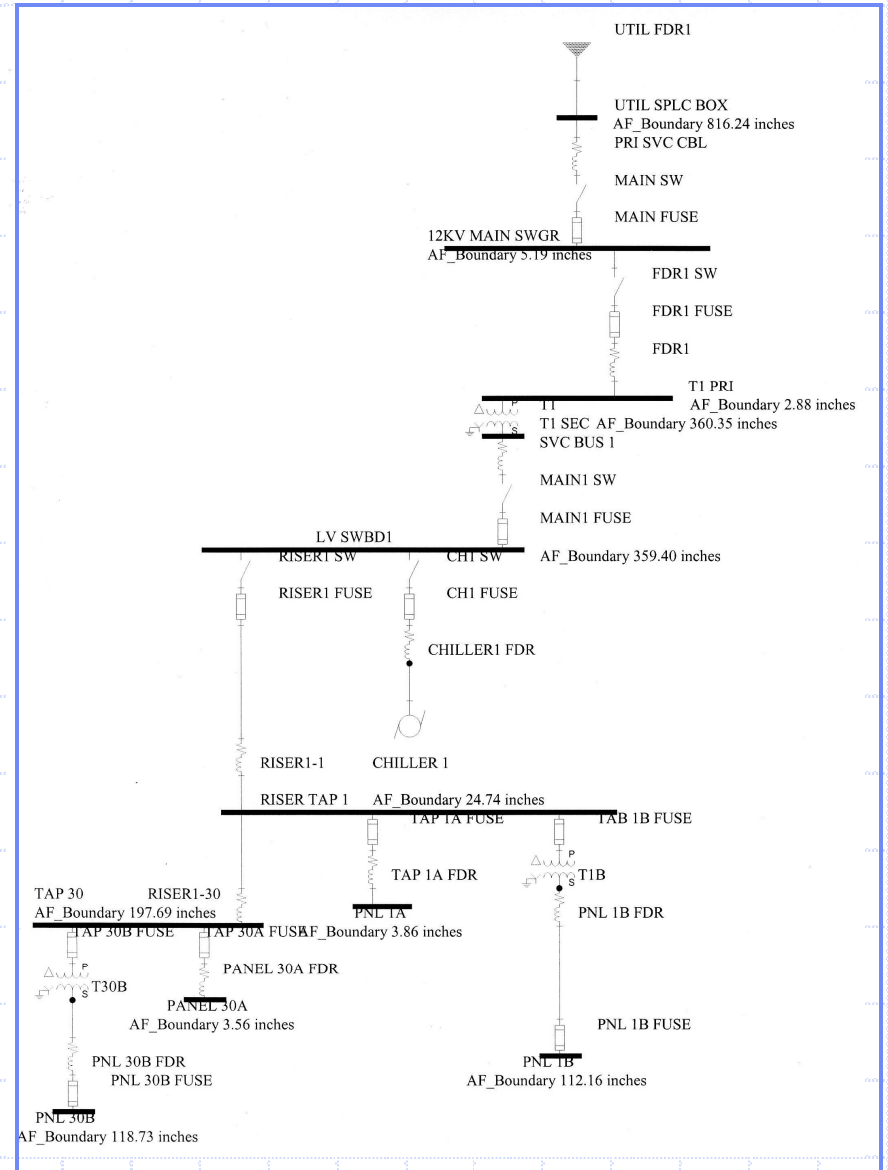 UTIL FDR1
UTIL SPLC BOX
AF_Boundary 816.24 inches
PRI SVC CBL
MAIN SW
MAIN FUSE
12KV MAIN SWGR
AF_Boundary 5.19 inches
FDR1 SW
FDR1 FUSE
FDR1
T1 PRI
AF_Boundary 2.88 inches
P
T1
T1 SEC AF_Boundary 360.35 inches
S
SVC BUS 1
MAIN1 SW
MAIN1 FUSE
LV SWBD1
AF_Boundary 359.40 inches
RISER1 SW
CH1 SW
RISER1 FUSE
CH1 FUSE
CHILLER1 FDR
RISER1-1
CHILLER 1
RISER TAP 1
AF_Boundary 24.74 inches
TAP 1A FUSE
TAB 1B FUSE
P
T1B
S
TAP 1A FDR
PNL 1A
AF_Boundary 3.86 inches
PNL 1B FDR
TAP 30
RISER1-30
AF_Boundary 197.69 inches
TAP 30B FUSE
TAP 30A FUSE
P
T30B
S
PANEL 30A FDR
PANEL 30A
AF_Boundary 3.56 inches
PNL 1B FUSE
PNL 1B
AF_Boundary 112.16 inches
PNL 30B FDR
PNL 30B FUSE
PNL 30B
AF_Boundary 118.73 inches